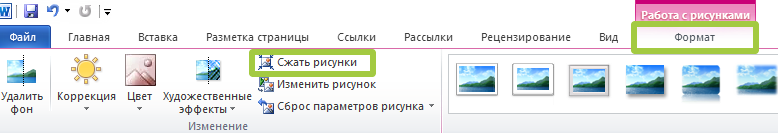 W
Работа с рисунками
Файл Главная Вставка Разметка страницы Ссылки Рассылки Рецензирование Вид Формат
Удалить фон
Коррекция
Цвет
Художественные эффекты
Сжать рисунки
Изменить рисунок
Сброс параметров рисунка
Изменение